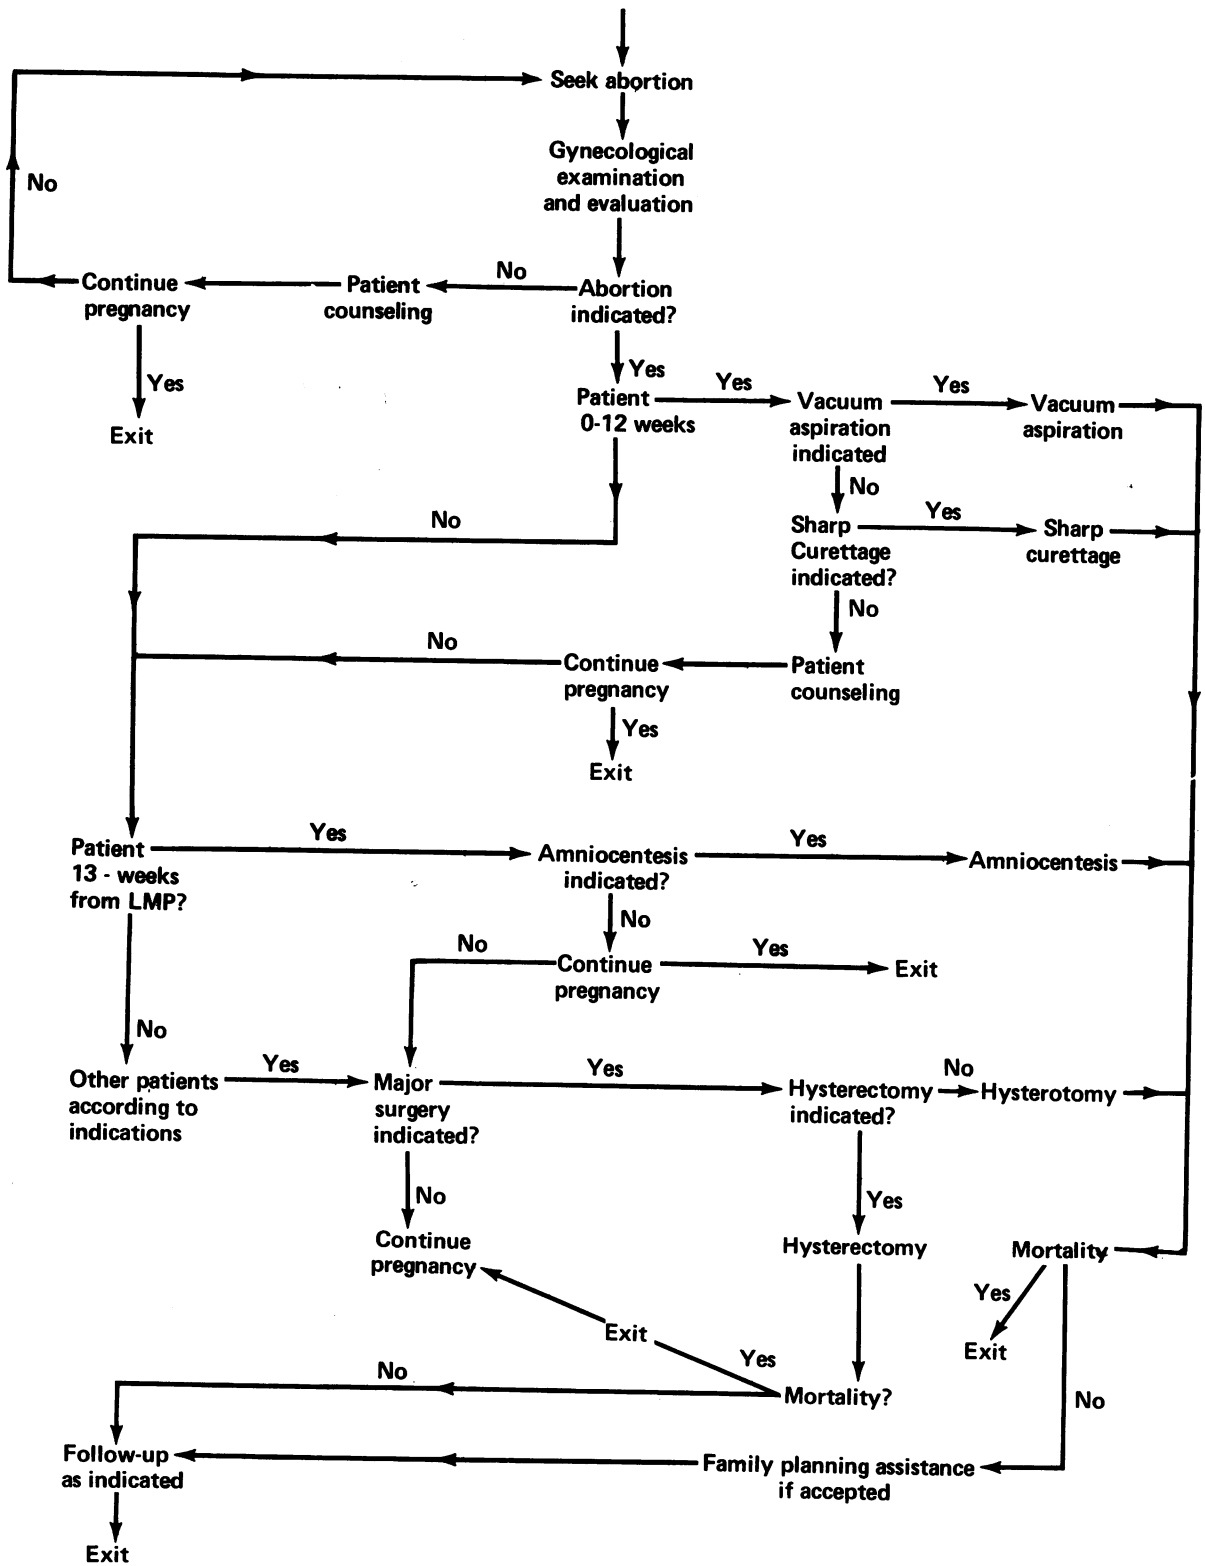 Seek abortion
Gynecological
examination
and evaluation
No
Continue
pregnancy
Patient
counseling
No
Abortion
indicated?
Yes
Exit
Yes
Patient
0-12 weeks
Yes
Vacuum
aspiration
indicated
Yes
Vacuum
aspiration
No
Sharp
Curettage
indicated?
Yes
Sharp
curettage
No
No
Patient
counseling
Continue
pregnancy
No
Yes
Exit
Patient
13 - weeks
from LMP?
Yes
Amniocentesis
indicated?
Yes
Amniocentesis
No
Continue
pregnancy
Yes
Exit
No
No
Other patients
according to
indications
Yes
Major
surgery
indicated?
Yes
Hysterectomy
indicated?
No
Hysterotomy
No
Continue
pregnancy
Yes
Hysterectomy
Mortality
Yes
Exit
Exit
Yes
Mortality?
No
No
Follow-up
as indicated
Family planning assistance
if accepted
Exit